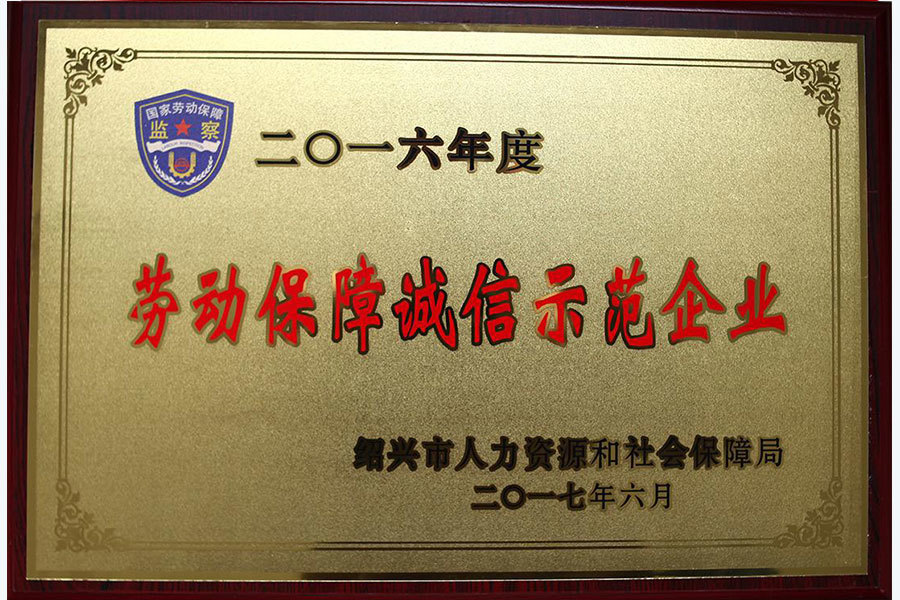 国家劳动保障
监察
二〇一六年度
劳动保障诚信示范企业
绍兴市人力资源和社会保障局
二〇一七年六月